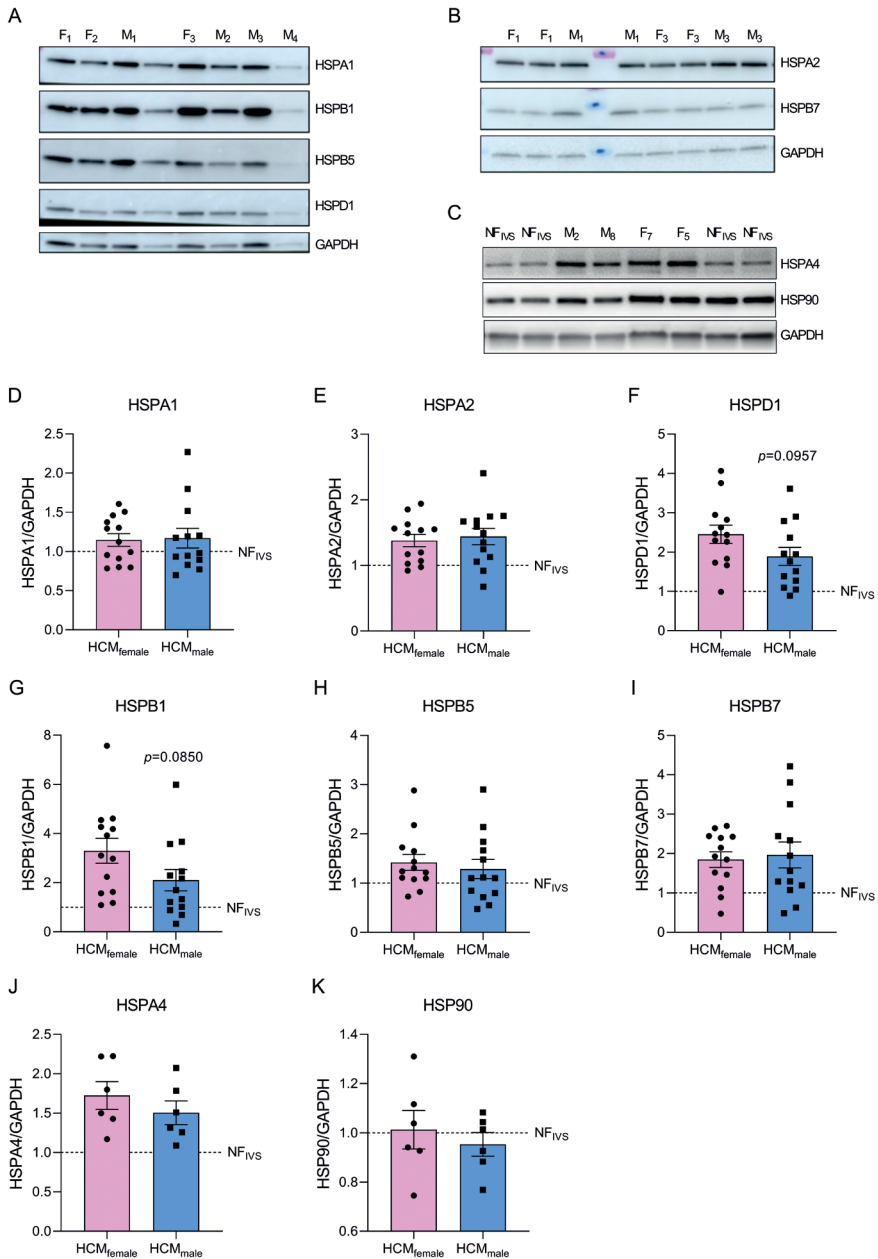 A
F1 F2 M1 F3 M2 M3 M4
HSPA1
HSPB1
HSPB5
HSPD1
GAPDH
B
F1 F1 M1 M1 F3 F3 M3 M3
HSPA2
HSPB7
GAPDH
C
NFIVS NFIVS M2 M8 F7 F5 NFIVS NFIVS
HSPA4
HSP90
GAPDH
D
HSPA1
HSPA1/GAPDH
2.5
2.0
1.5
1.0
0.5
0.0
NFIVS
HCMfemale HCMmale
E
HSPA2
HSPA2/GAPDH
3
2
1
0
NFIVS
HCMfemale HCMmale
F
HSPD1
HSPD1/GAPDH
5
4
3
2
1
0
p=0.0957
NFIVS
HCMfemale HCMmale
G
HSPB1
HSPB1/GAPDH
8
6
4
2
0
p=0.0850
NFIVS
HCMfemale HCMmale
H
HSPB5
HSPB5/GAPDH
4
3
2
1
0
NFIVS
HCMfemale HCMmale
I
HSPB7
HSPB7/GAPDH
5
4
3
2
1
0
NFIVS
HCMfemale HCMmale
J
HSPA4
HSPA4/GAPDH
2.5
2.0
1.5
1.0
0.5
0.0
NFIVS
HCMfemale HCMmale
K
HSP90
HSP90/GAPDH
1.4
1.2
1.0
0.8
0.6
NFIVS
HCMfemale HCMmale